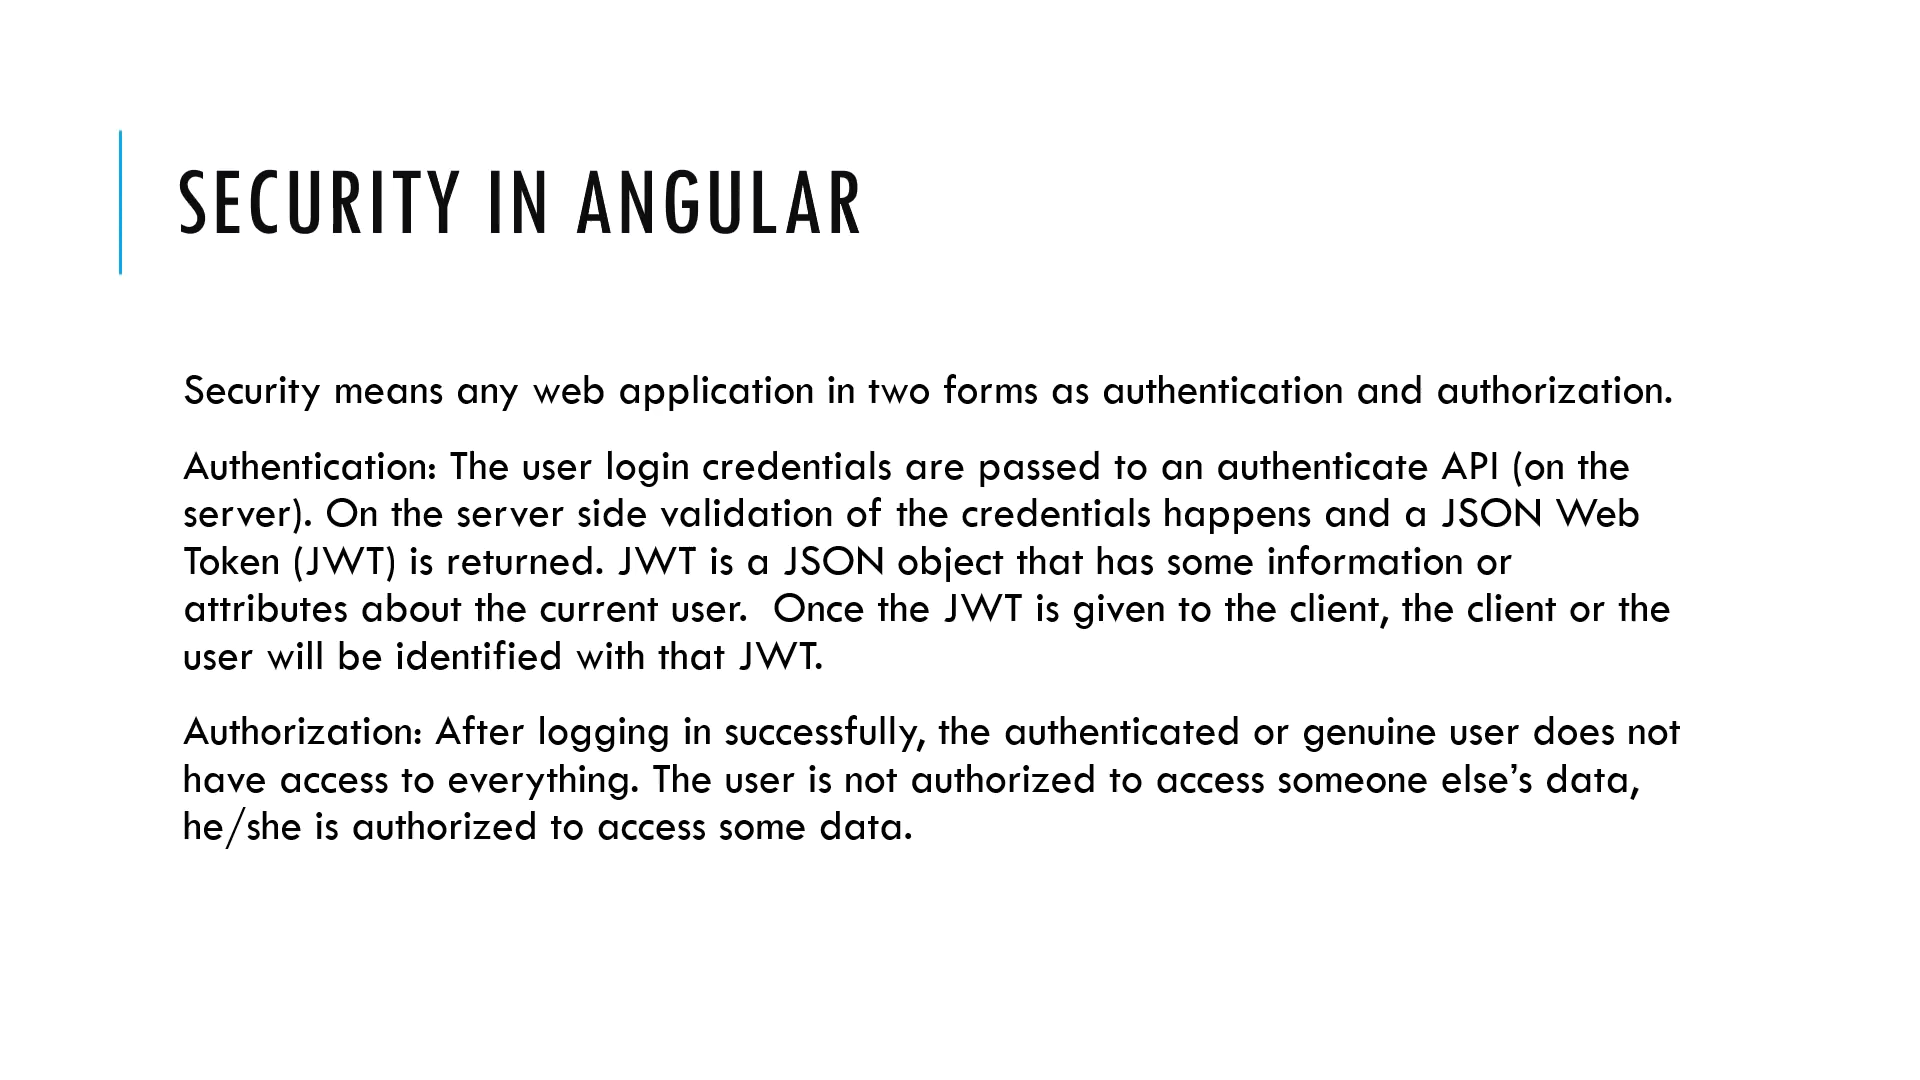 SECURITY IN ANGULAR
Security means any web application in two forms as authentication and authorization.
Authentication: The user login credentials are passed to an authenticate API (on the
server). On the server side validation of the credentials happens and a JSON Web
Token (JWT) is returned. JWT is a JSON object that has some information or
attributes about the current user.  Once the JWT is given to the client, the client or the
user will be identified with that JWT.
Authorization: After logging in successfully, the authenticated or genuine user does not
have access to everything. The user is not authorized to access someone else’s data,
he/she is authorized to access some data.